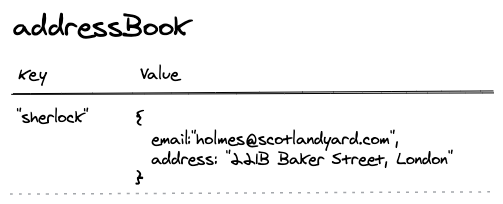 addressBook
Key Value
"sherlock" {
email:"holmes@scotlandyard.com",
address: "221B Baker Street, London"
}